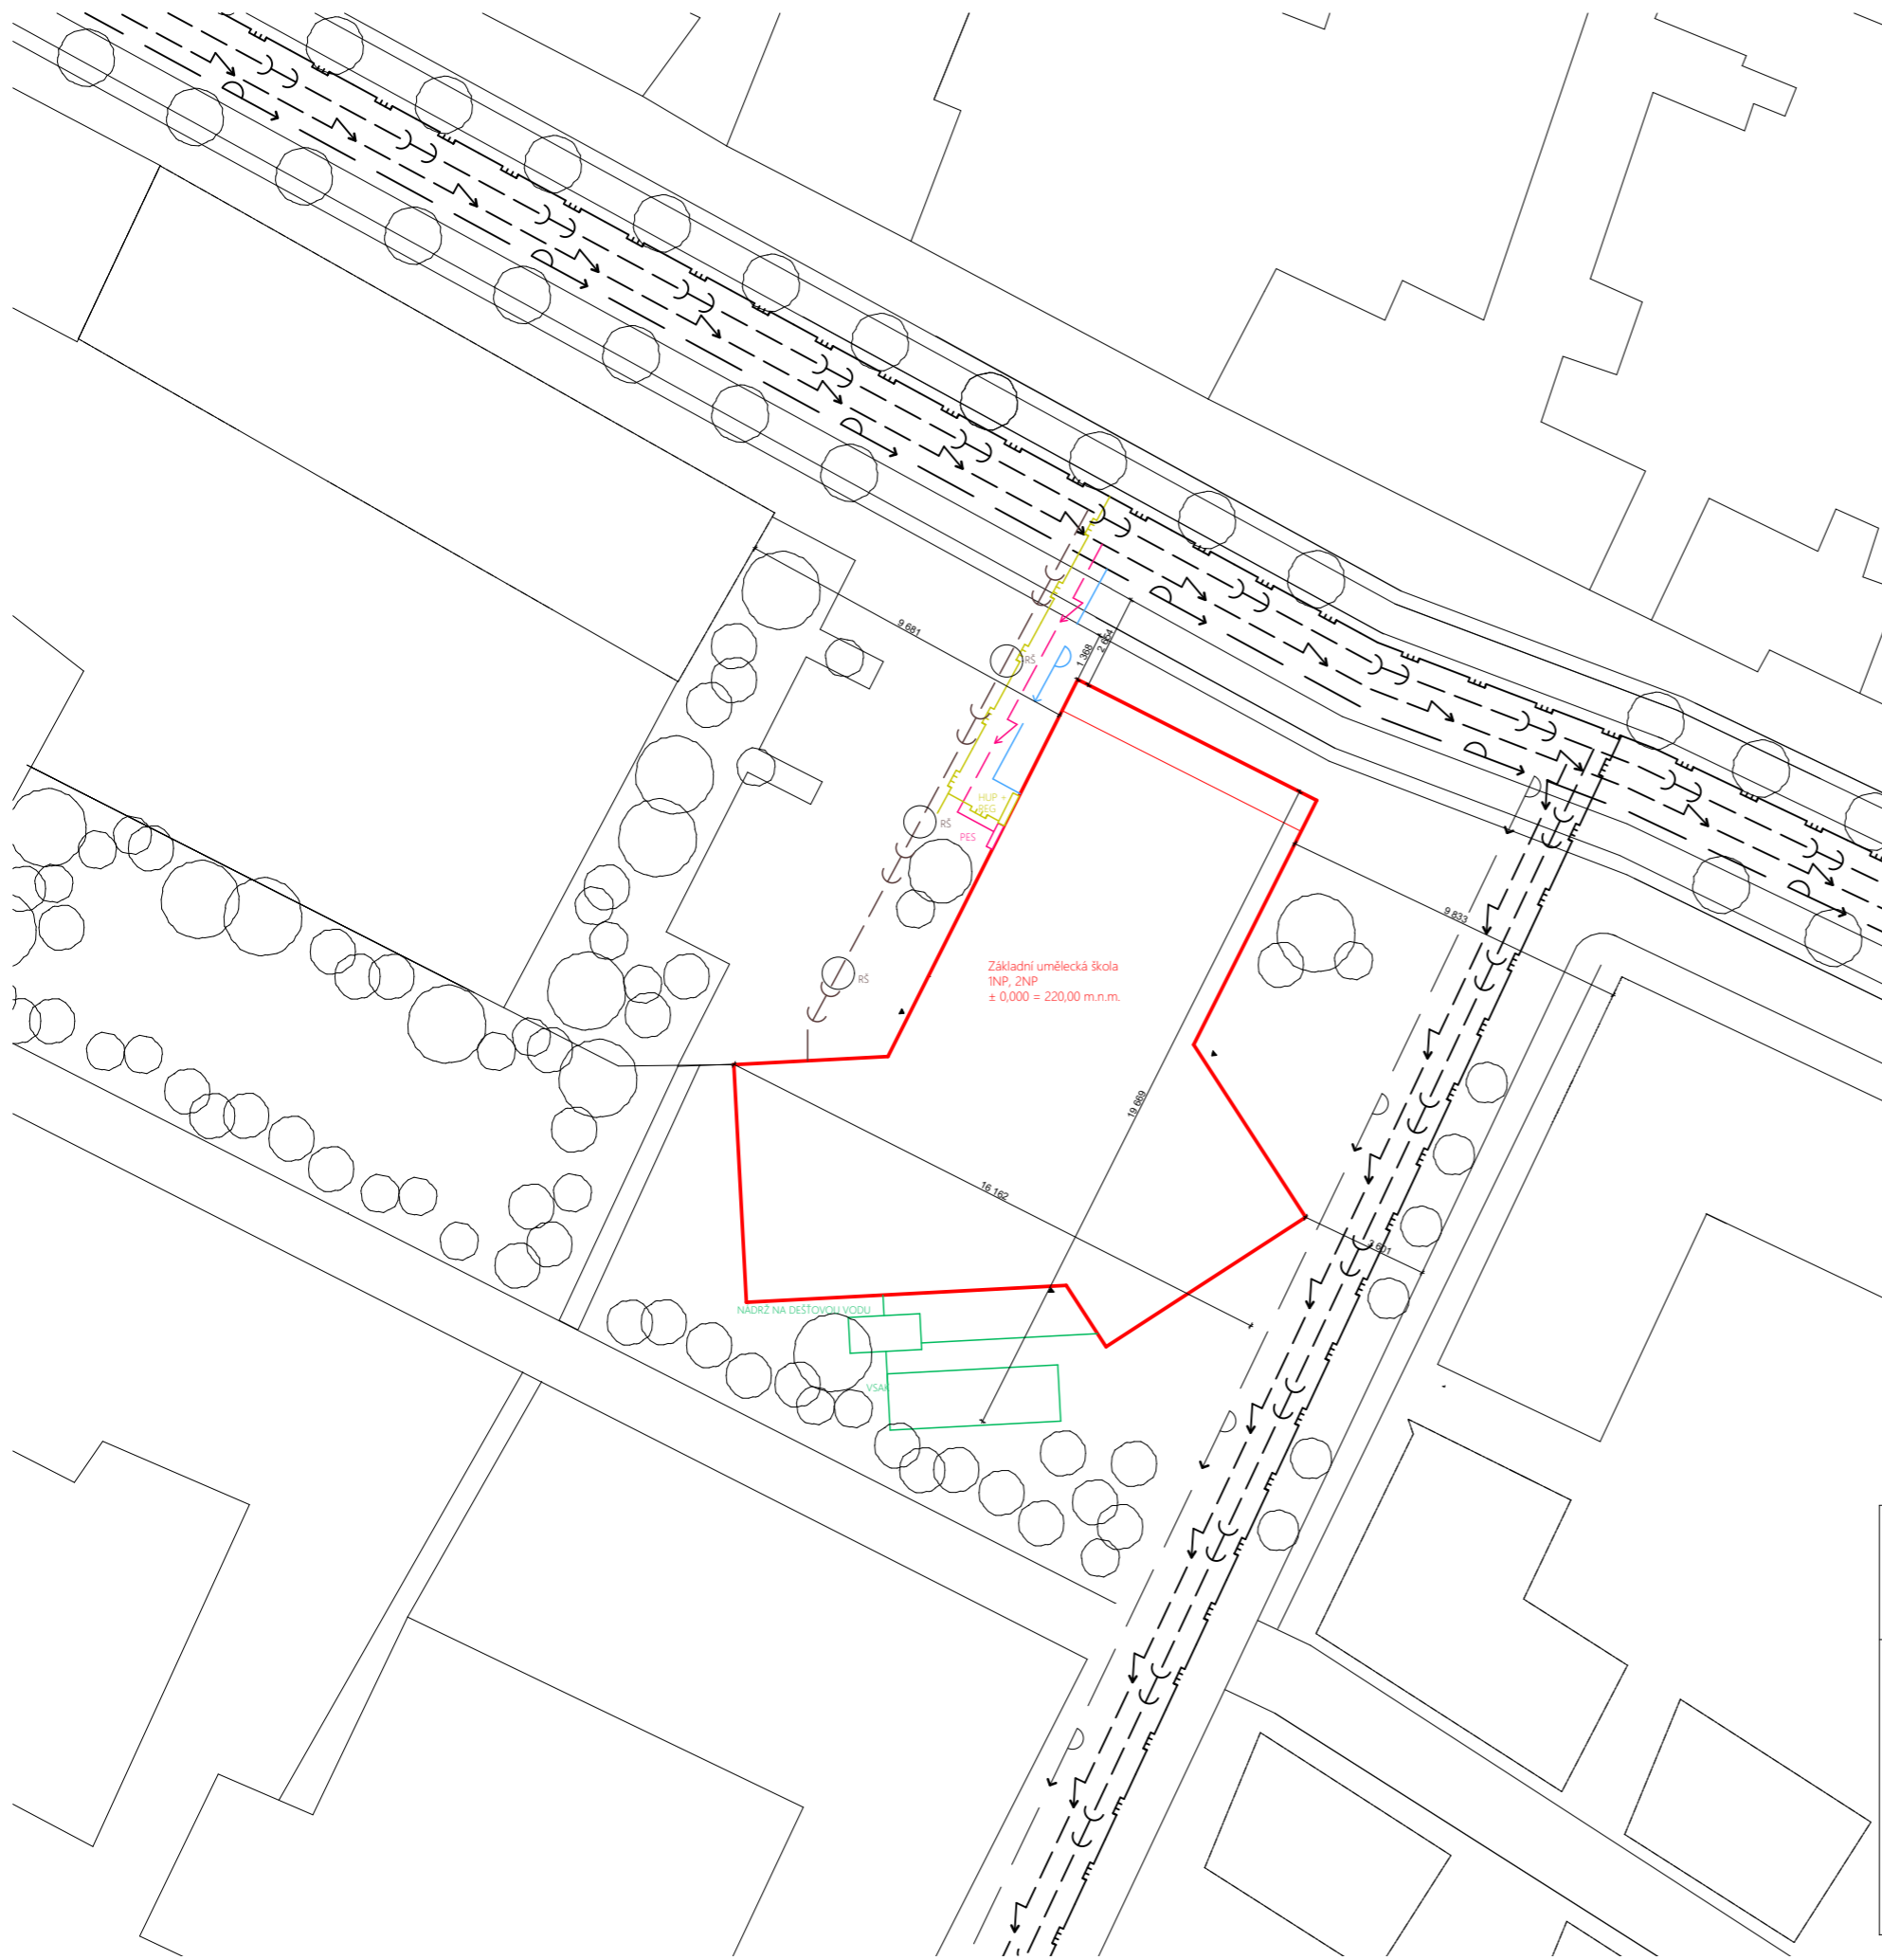 9.681
1.368
2.664
RŠ
HUP +
REG
RŠ
PES
9.833
Základní umělecká škola
1NP, 2NP
± 0,000 = 220,00 m.n.m.
RŠ
19.669
16.162
3.601
NÁDRŽ NA DEŠŤOVOU VODU
VSAK